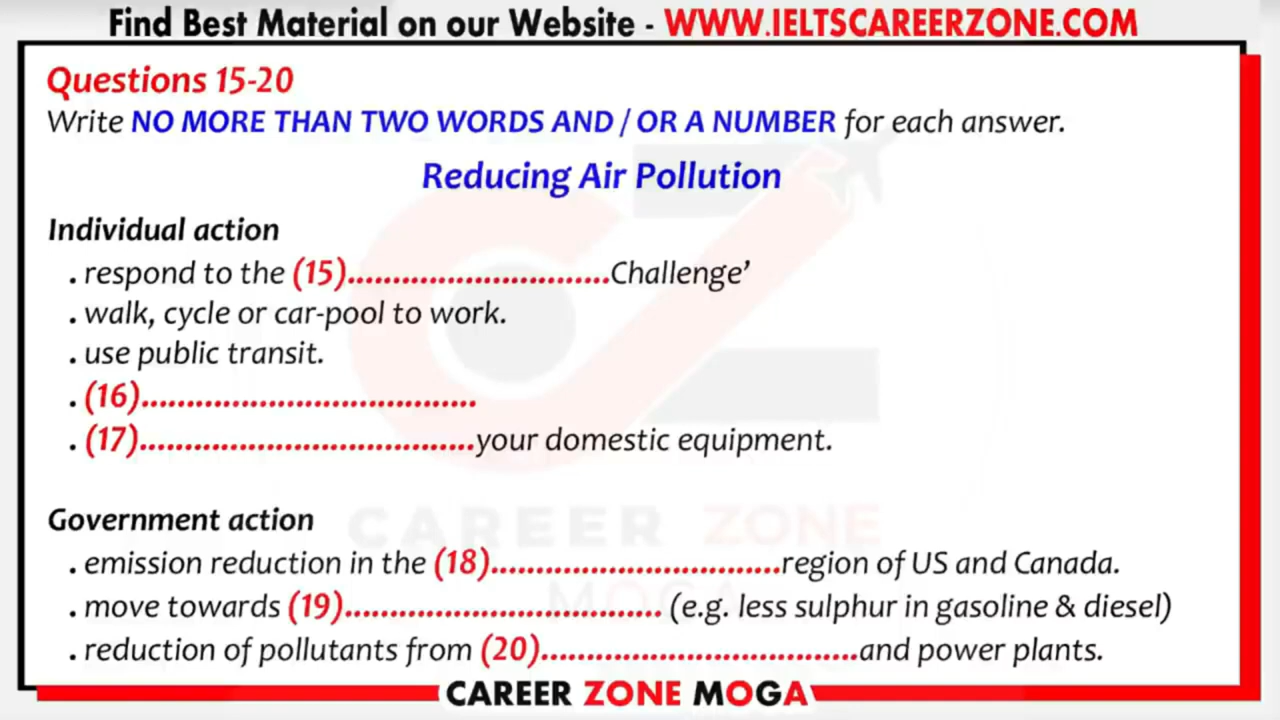 Find Best Material on our Website - WWW.IELTSCAREERZONE.COM
Questions 15-20
Write NO MORE THAN TWO WORDS AND / OR A NUMBER for each answer.
Reducing Air Pollution
Individual action
. respond to the (15).............................Challenge’
. walk, cycle or car-pool to work.
. use public transit.
. (16).....................................
. (17).....................................your domestic equipment.
Government action
. emission reduction in the (18)................................region of US and Canada.
. move towards (19)................................... (e.g. less sulphur in gasoline & diesel)
. reduction of pollutants from (20)...................................and power plants.
CAREER ZONE
MOGA
CAREER ZONE MOGA